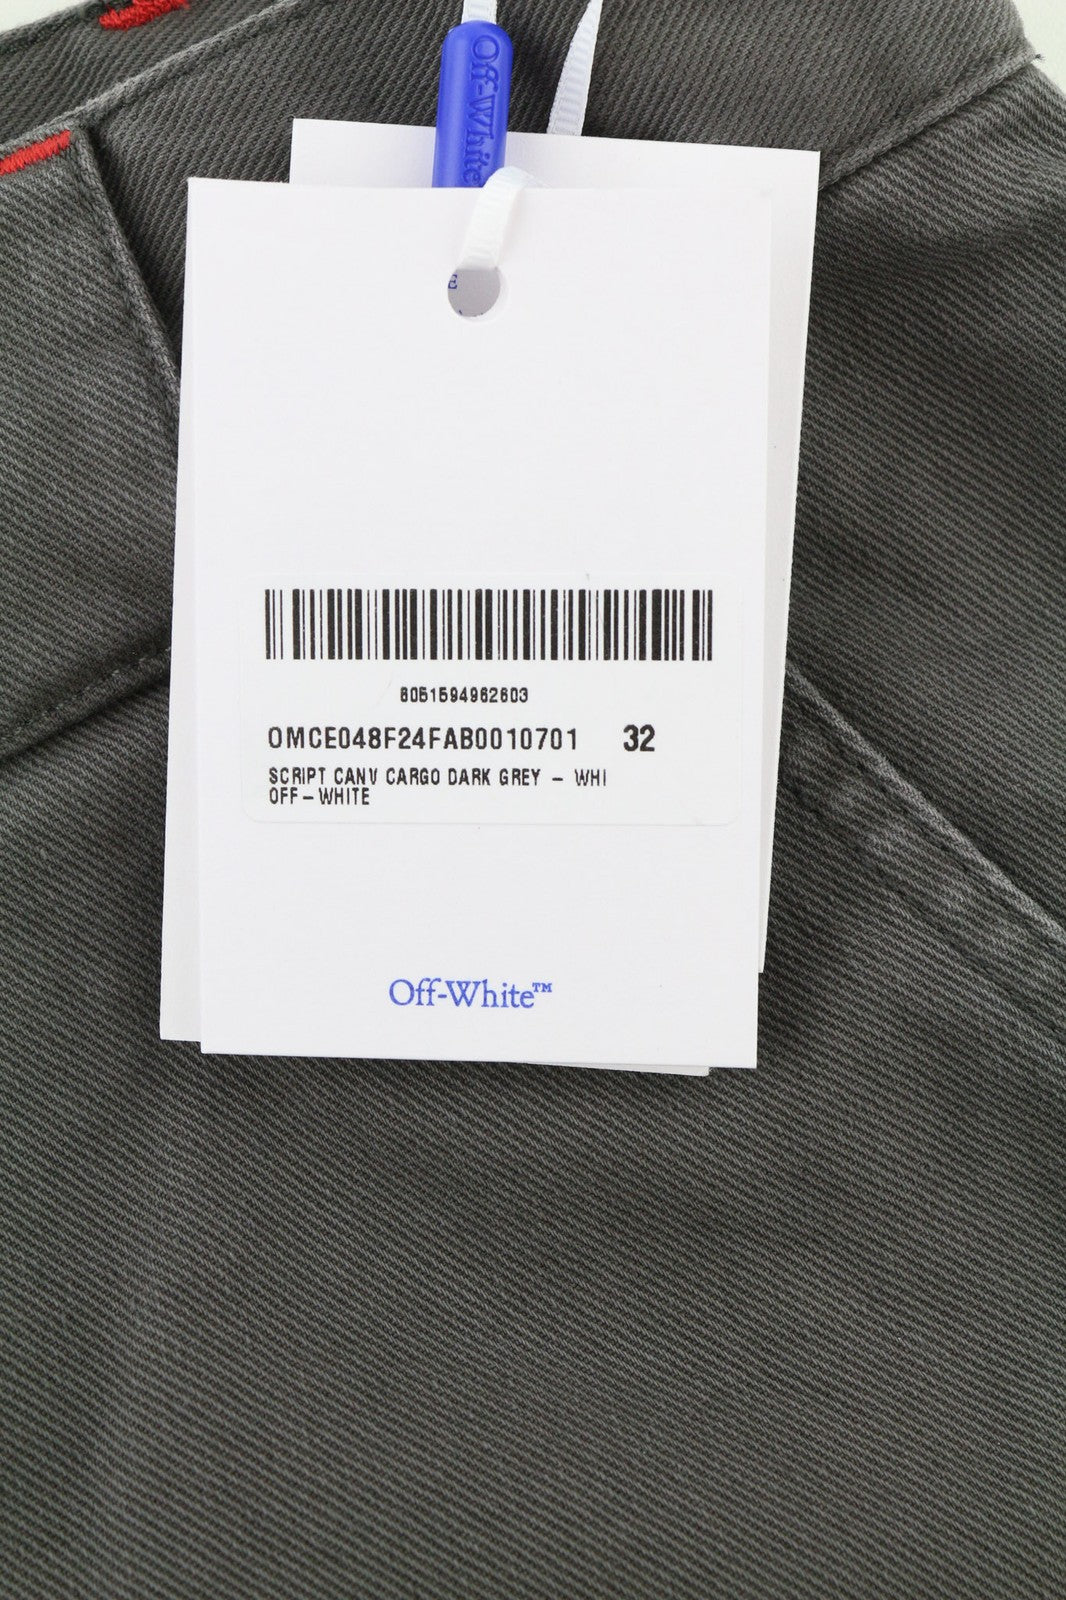 Off-White
E
8051594962603
OMCE048F24FAB0010701 32
SCRIPT CANV CARGO DARK GREY - WHI
OFF-WHITE
Off-White™